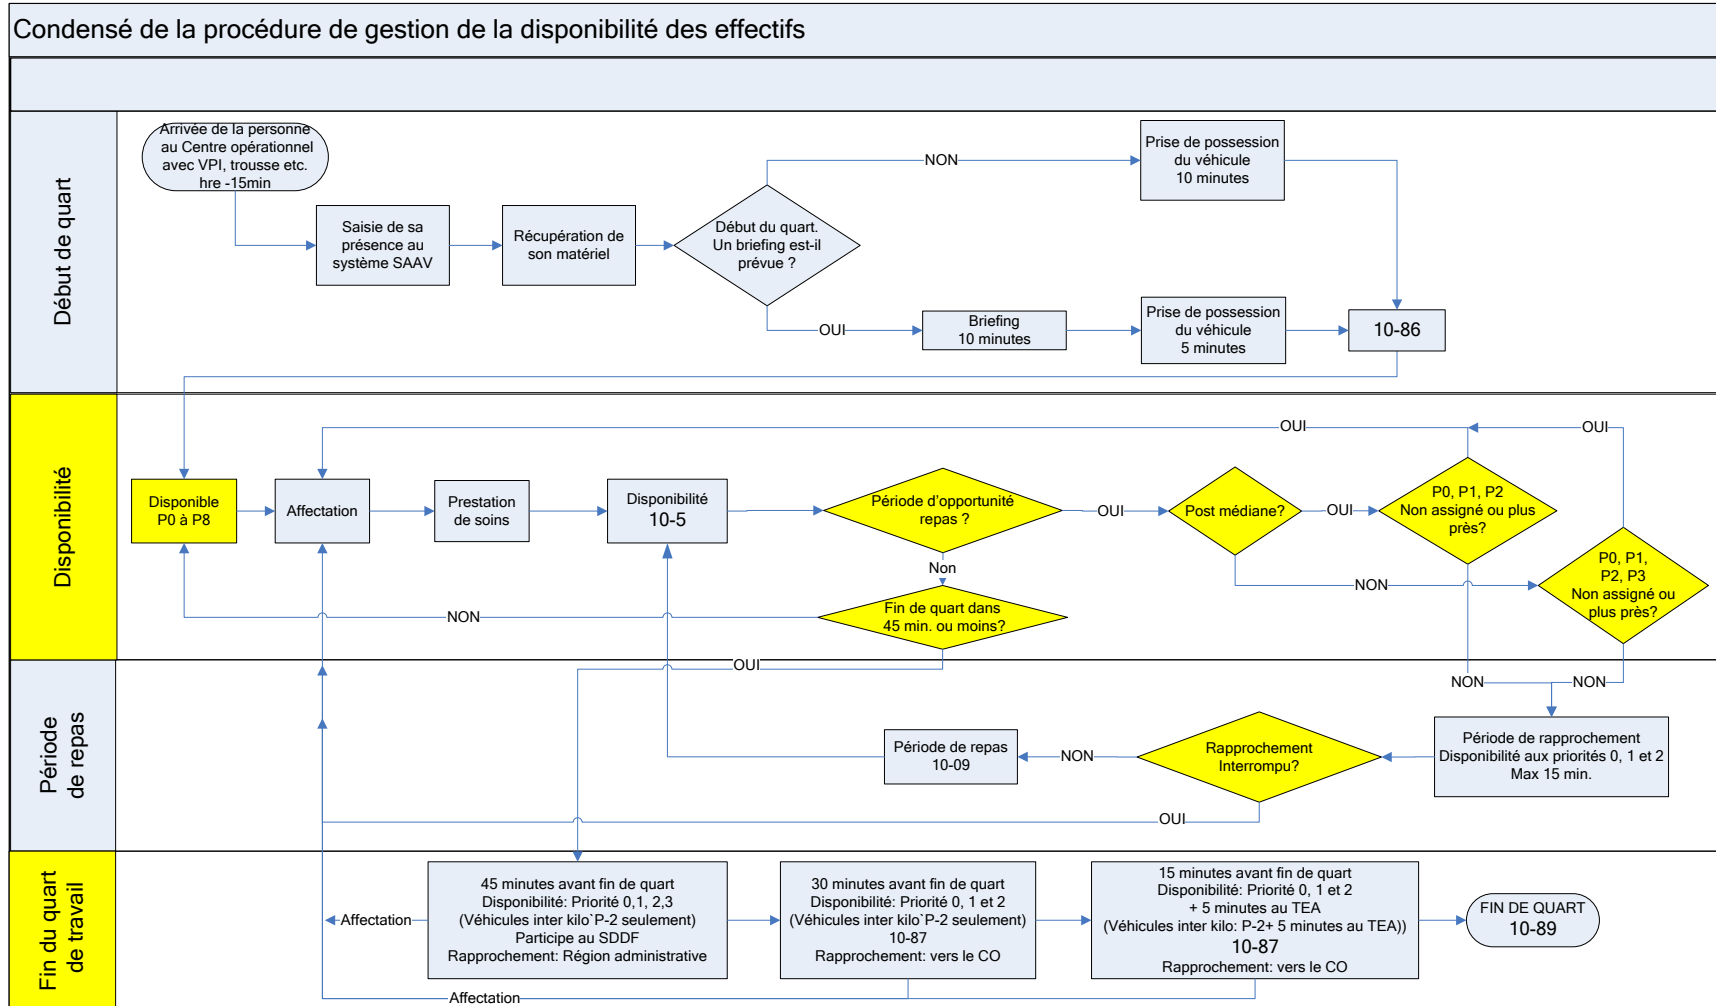 Condensé de la procédure de gestion de la disponibilité des effectifs
Début de quart
Arrivée de la personne
au Centre opérationnel
avec VPI, trousse etc.
hre -15min
Saisie de sa
présence au
système SAAV
Récupération de
son matériel
Début du quart.
Un briefing est-il
prévue ?
NON
Prise de possession
du véhicule
10 minutes
OUI
Briefing
10 minutes
Prise de possession
du véhicule
5 minutes
10-86
Disponibilité
Disponible
P0 à P8
Affectation
Prestation
de soins
Disponibilité
10-5
Période d'opportunité
repas ?
OUI
Post médiane?
OUI
P0, P1, P2
Non assigné ou plus
près?
OUI
OUI
NON
P0, P1,
P2, P3
Non assigné ou
plus près?
Non
Fin de quart dans
45 min. ou moins?
NON
OUI
NON
NON
Période
de repas
Période de repas
10-09
NON
Rapprochement
Interrompu?
Période de rapprochement
Disponibilité aux priorités 0, 1 et 2
Max 15 min.
OUI
Fin du quart
de travail
Affectation
45 minutes avant fin de quart
Disponibilité: Priorité 0,1, 2,3
(Véhicules inter kilo`P-2 seulement)
Participe au SDDF
Rapprochement: Région administrative
30 minutes avant fin de quart
Disponibilité: Priorité 0, 1 et 2
(Véhicules inter kilo`P-2 seulement)
10-87
Rapprochement: vers le CO
15 minutes avant fin de quart
Disponibilité: Priorité 0, 1 et 2
+ 5 minutes au TEA
(Véhicules inter kilo: P-2+ 5 minutes au TEA))
10-87
Rapprochement: vers le CO
FIN DE QUART
10-89
Affectation